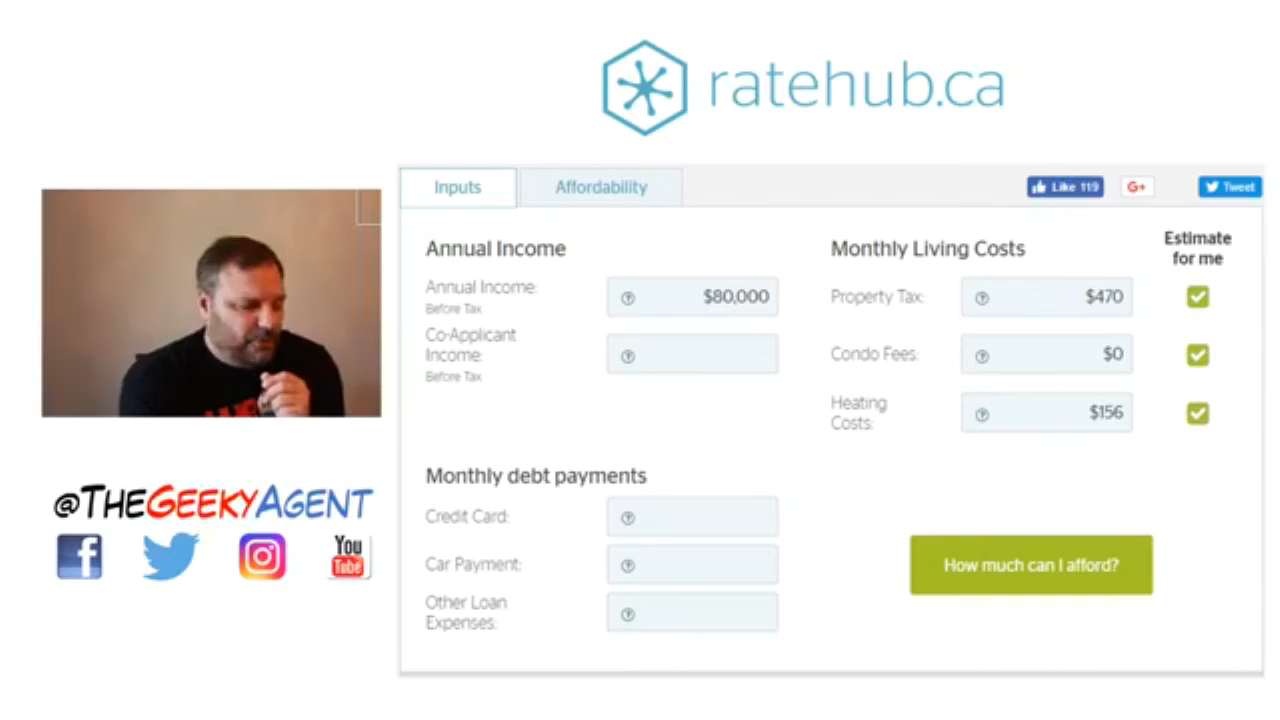 ratehub.ca
Inputs
Affordability
Like 119
G+
Tweet
Annual Income
Monthly Living Costs
Estimate
for me
Annual Income:
Before Tax
$80,000
Property Tax:
$470
Co-Applicant
Income:
Before Tax
Condo Fees:
$0
Heating
Costs:
$156
Monthly debt payments
Credit Card:
Car Payment:
How much can I afford?
Other Loan
Expenses:
@THEGEEKYAGENT
f
You
Tube